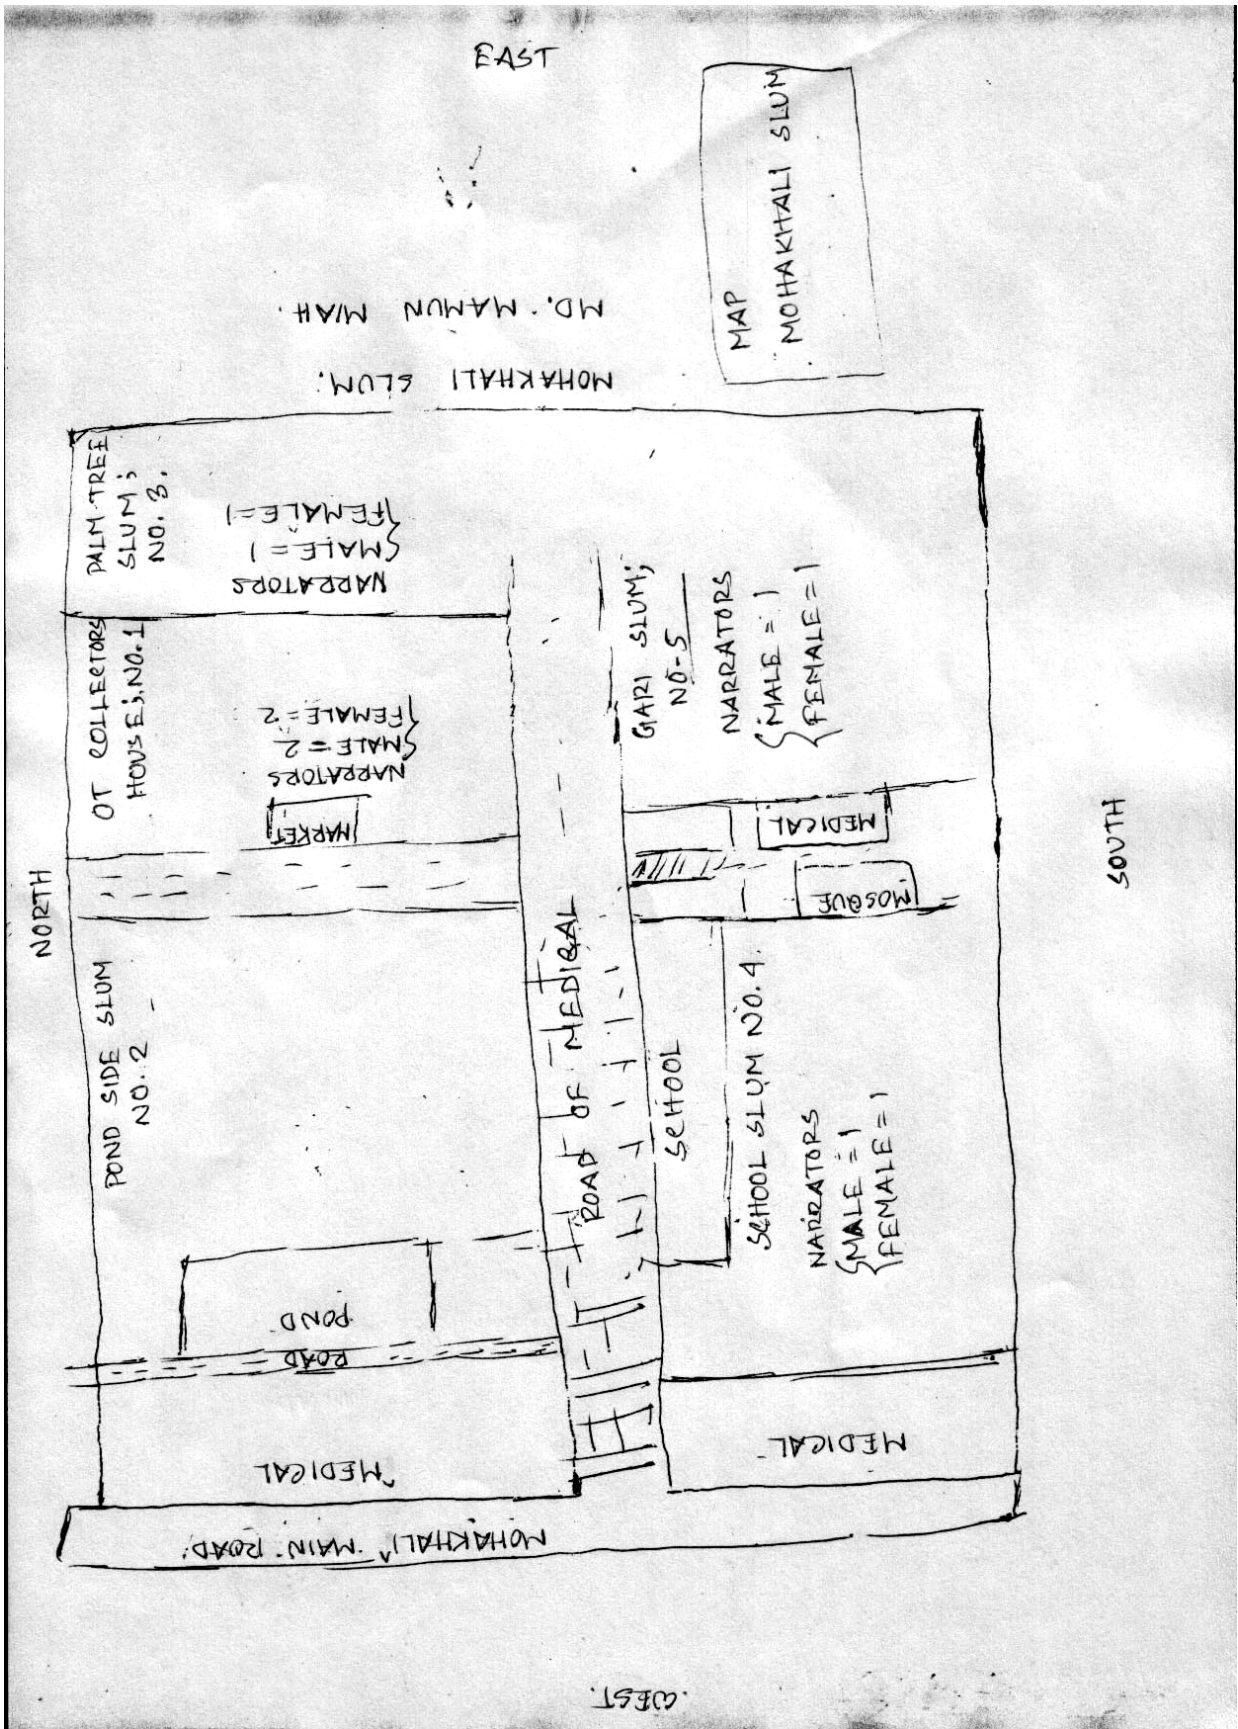 EAST
MAP
MOHAKHALI SLUM
MD. MAMUN MIAH.
MOHAKHALI SLUM.
PALM-TREE
SLUM;
NO. 3.
NARRATORS
{MALE = 1
{FEMALE = 1
OT COLLECTORS
HOUSE; NO. 1
NARRATORS
{MALE = 2
{FEMALE = 2
MARKET
GARI SLUM;
NO-5
NARRATORS
{MALE = 1
{FEMALE = 1
MEDICAL
MOSQUE
NORTH
SOUTH
POND SIDE SLUM
NO. 2
ROAD OF MEDICAL
SCHOOL
SCHOOL SLUM NO. 4.
NARRATORS
{MALE = 1
{FEMALE = 1
POND
ROAD
MEDICAL
MEDICAL
MOHAKHALI MAIN ROAD.
WEST.